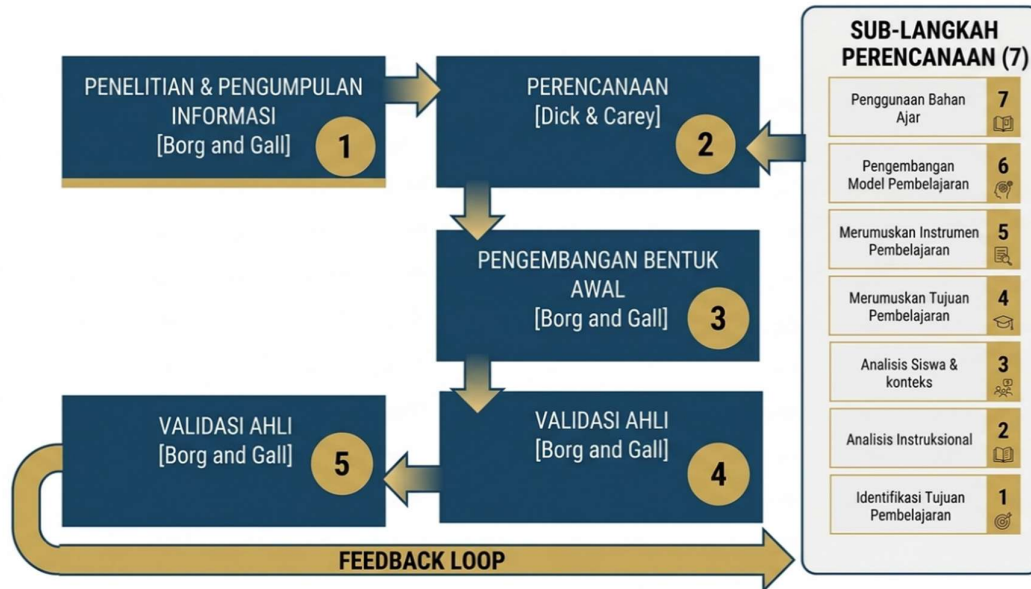 PENELITIAN & PENGUMPULAN
INFORMASI
[Borg and Gall]
1
PERENCANAAN
[Dick & Carey]
2
PENGEMBANGAN BENTUK
AWAL
[Borg and Gall]
3
VALIDASI AHLI
[Borg and Gall]
4
VALIDASI AHLI
[Borg and Gall]
5
FEEDBACK LOOP
SUB-LANGKAH
PERENCANAAN (7)
Penggunaan Bahan
Ajar
7
Pengembangan
Model Pembelajaran
6
Merumuskan Instrumen
Pembelajaran
5
Merumuskan Tujuan
Pembelajaran
4
Analisis Siswa &
konteks
3
Analisis Instruksional
2
Identifikasi Tujuan
Pembelajaran
1